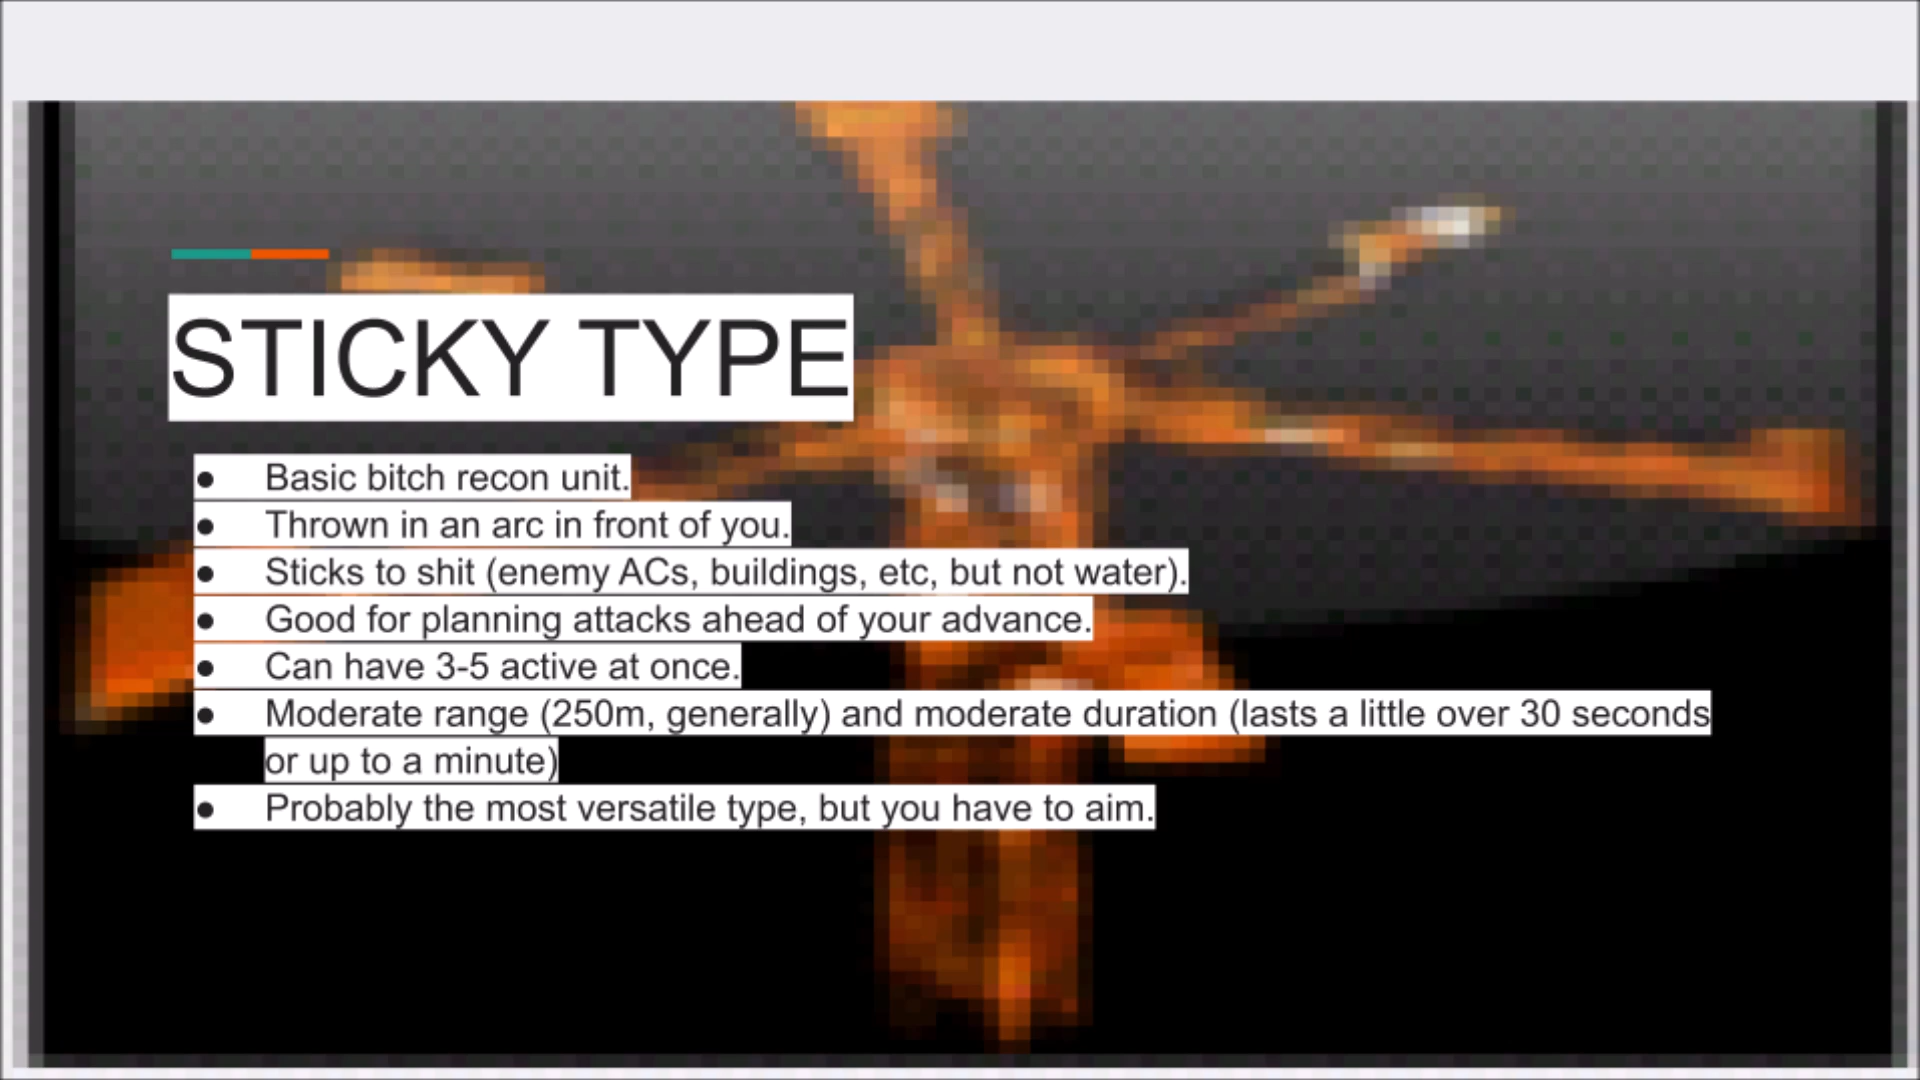 STICKY TYPE
● Basic bitch recon unit.
● Thrown in an arc in front of you.
● Sticks to shit (enemy ACs, buildings, etc, but not water).
● Good for planning attacks ahead of your advance.
● Can have 3-5 active at once.
● Moderate range (250m, generally) and moderate duration (lasts a little over 30 seconds
or up to a minute)
● Probably the most versatile type, but you have to aim.